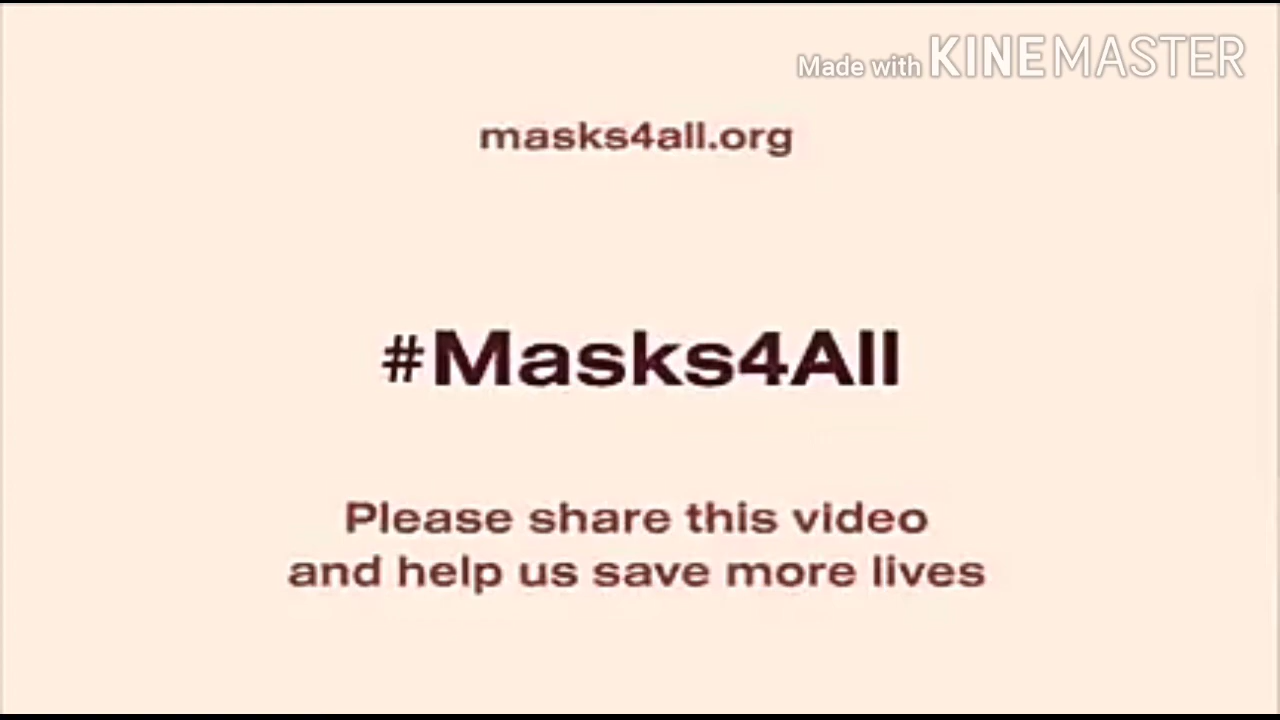 Made with KINEMASTER
masks4all.org
#Masks4All
Please share this video
and help us save more lives